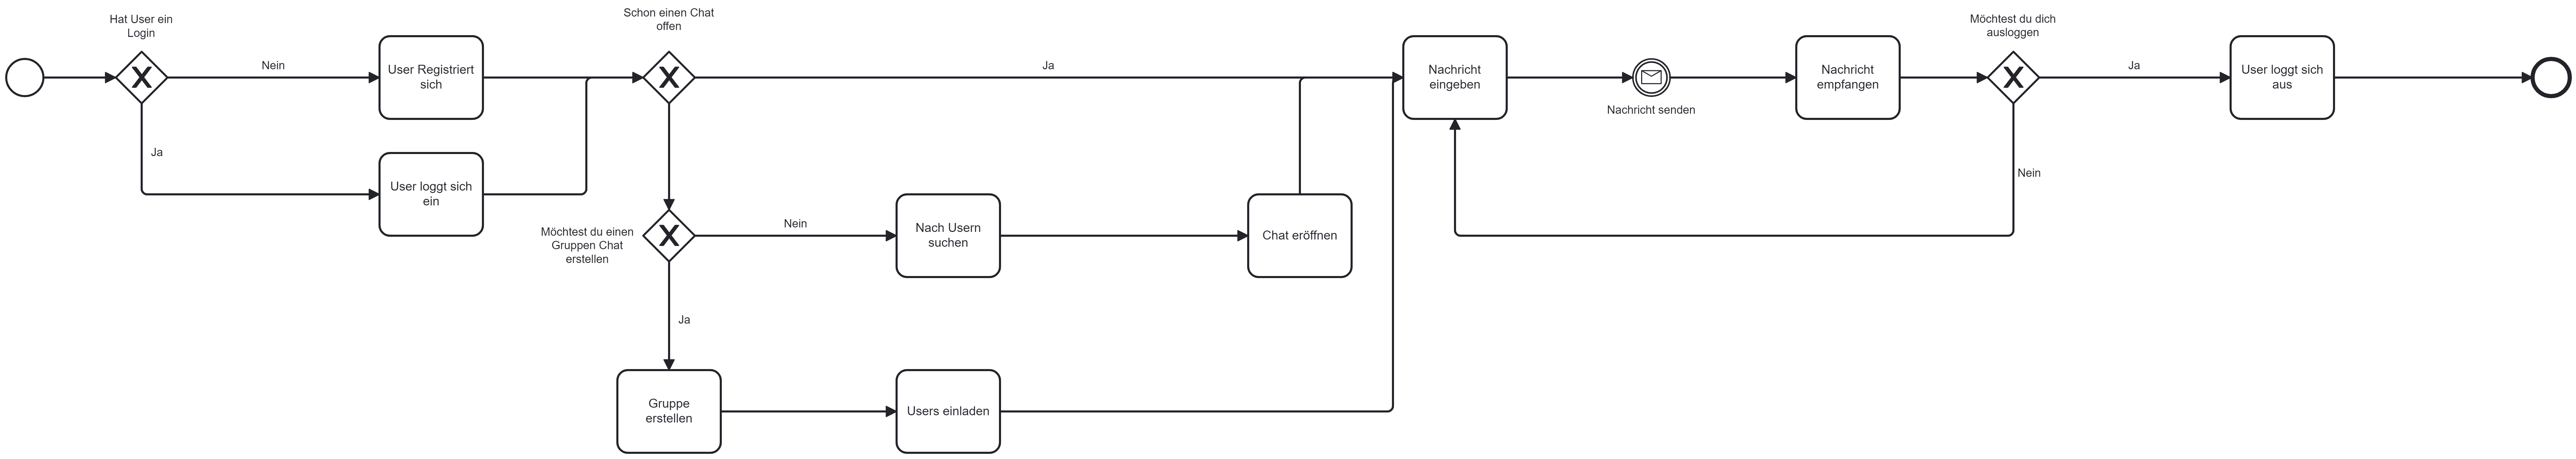 Hat User ein
Login
Nein
Ja
User Registriert
sich
User loggt sich
ein
Schon einen Chat
offen
Ja
Möchtest du einen
Gruppen Chat
erstellen
Nein
Ja
Nach Usern
suchen
Chat eröffnen
Gruppe
erstellen
Users einladen
Nachricht
eingeben
Nachricht senden
Nachricht
empfangen
Möchtest du dich
ausloggen
Ja
Nein
User loggt sich
aus